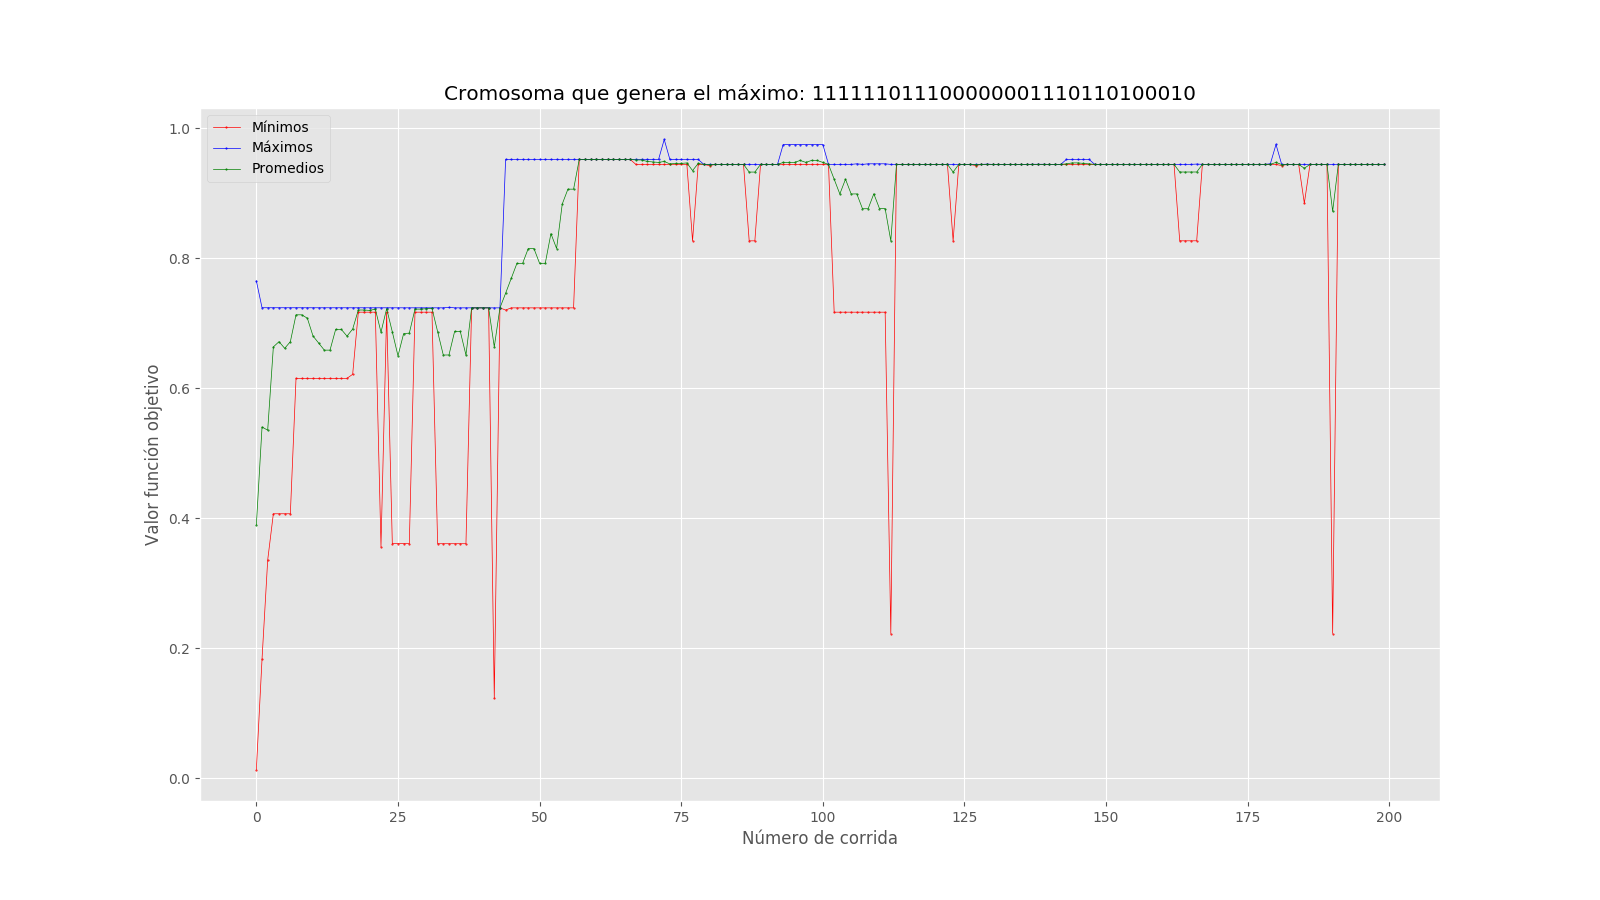 Cromosoma que genera el máximo: 111111011100000001110110100010
Mínimos
Máximos
Promedios
1.0
0.8
0.6
0.4
0.2
0.0
Valor función objetivo
0 25 50 75 100 125 150 175 200
Número de corrida